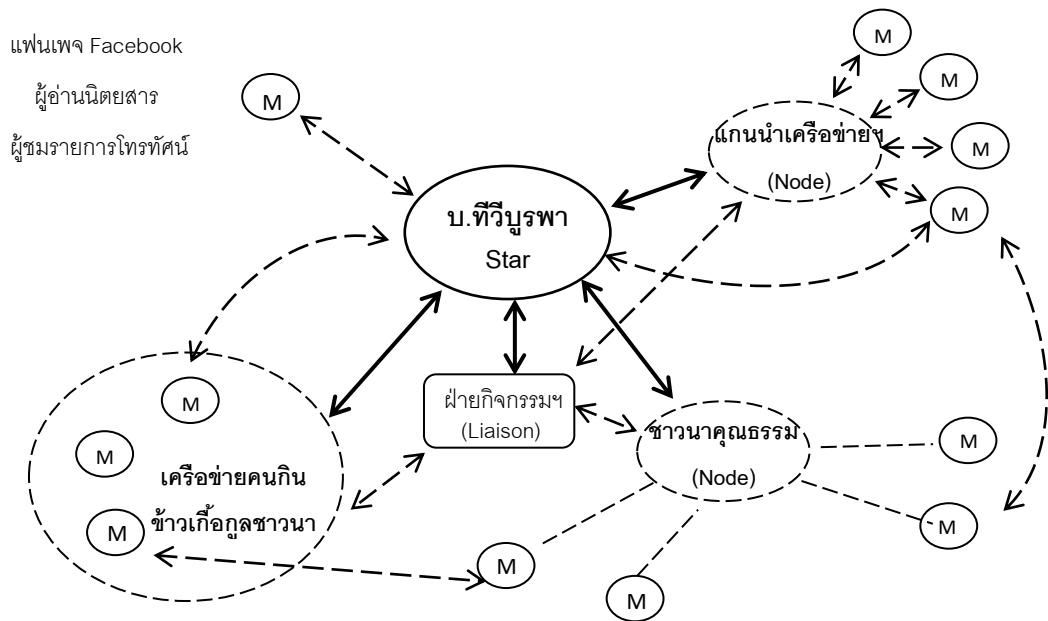 แฟนเพจ Facebook
ผู้อ่านนิตยสาร
ผู้ชมรายการโทรทัศน์
M
M
M
M
M
แกนนำเครือข่ายฯ
(Node)
บ.ทีวีบูรพา
Star
ฝ่ายกิจกรรมฯ
(Liaison)
ชาวนาคุณธรรม
(Node)
M
M
M
M
เครือข่ายคนกิน
ข้าวเกื้อกูลชาวนา
M
M
M